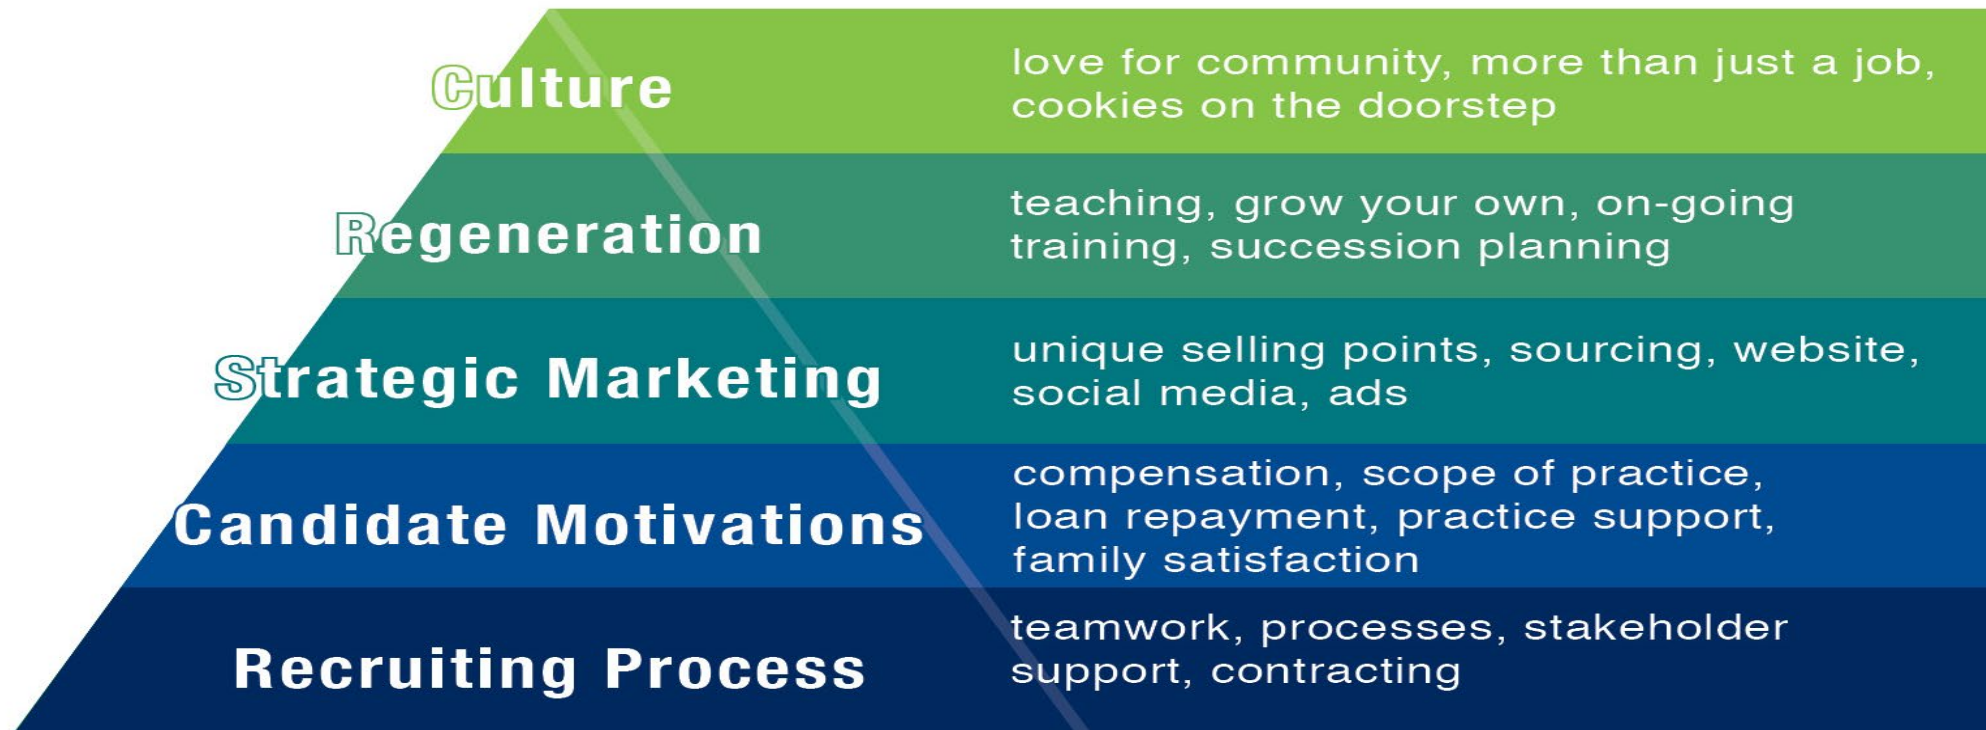 Culture
love for community, more than just a job,
cookies on the doorstep
Regeneration
teaching, grow your own, on-going
training, succession planning
Strategic Marketing
unique selling points, sourcing, website,
social media, ads
Candidate Motivations
compensation, scope of practice,
loan repayment, practice support,
family satisfaction
Recruiting Process
teamwork, processes, stakeholder
support, contracting